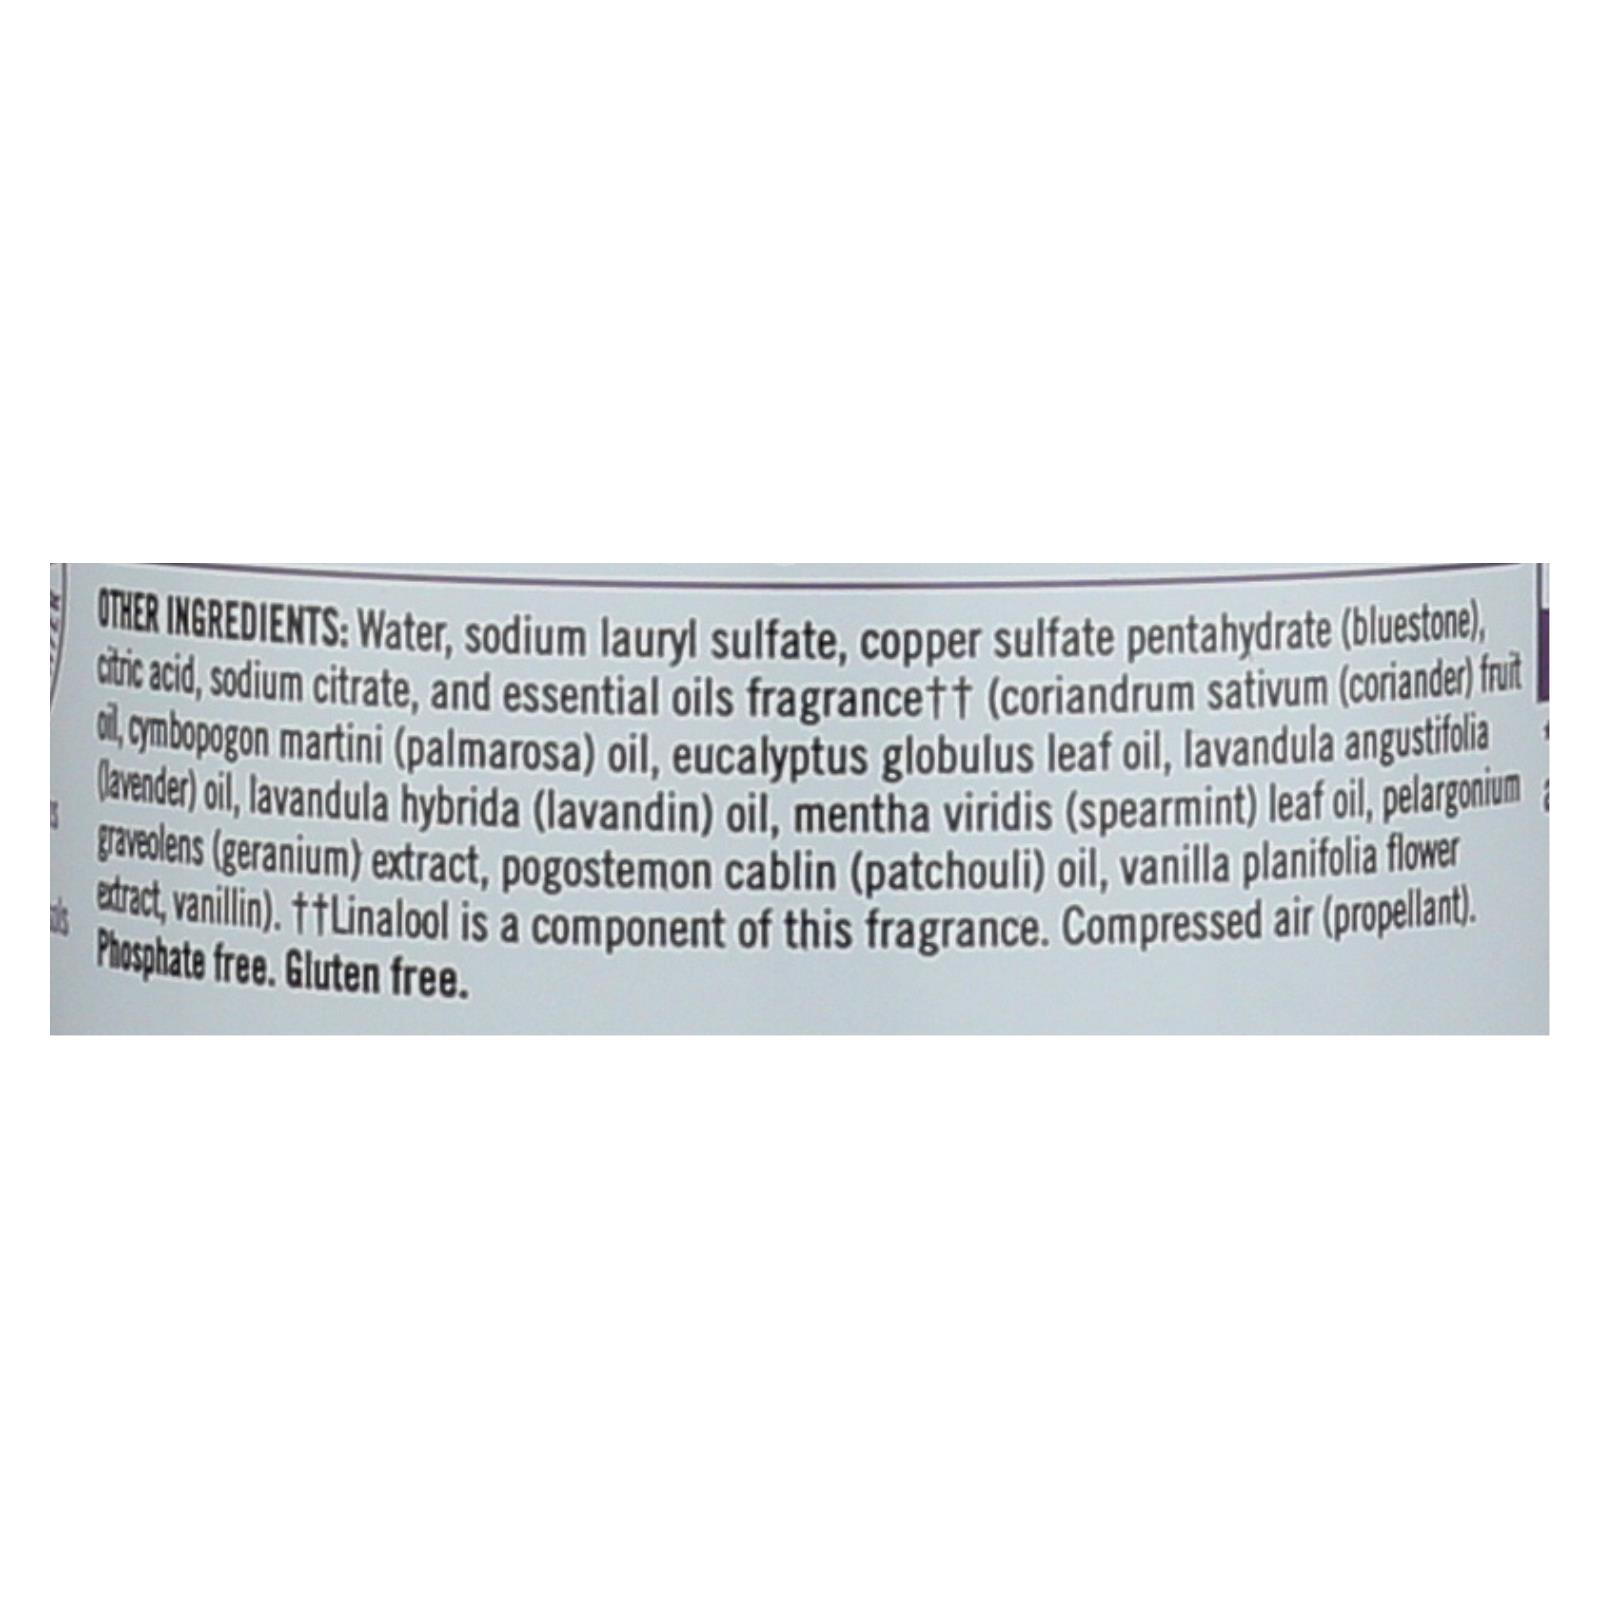 OTHER INGREDIENTS: Water, sodium lauryl sulfate, copper sulfate pentahydrate (bluestone),
citric acid, sodium citrate, and essential oils fragrance†† (coriandrum sativum (coriander) fruit
oil, cymbopogon martini (palmarosa) oil, eucalyptus globulus leaf oil, lavandula angustifolia
(lavender) oil, lavandula hybrida (lavandin) oil, mentha viridis (spearmint) leaf oil, pelargonium
graveolens (geranium) extract, pogostemon cablin (patchouli) oil, vanilla planifolia flower
extract, vanillin). ††Linalool is a component of this fragrance. Compressed air (propellant).
Phosphate free. Gluten free.